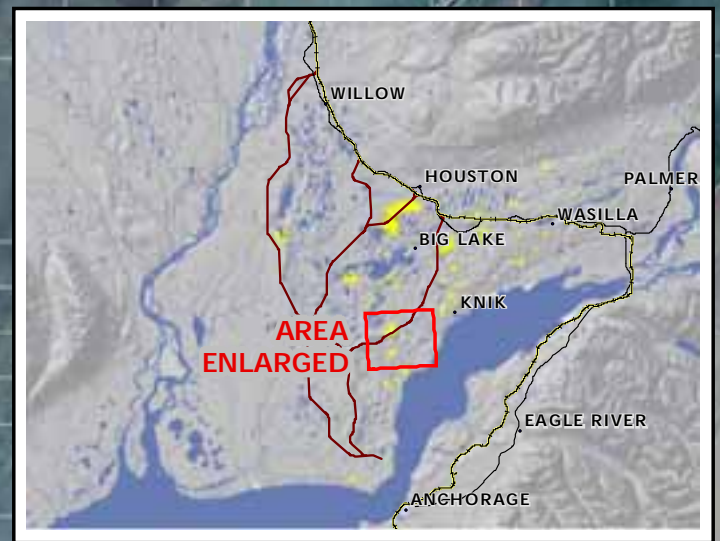 WILLOW
HOUSTON
PALMER
WASILLA
BIG LAKE
KNIK
AREA
ENLARGED
EAGLE RIVER
ANCHORAGE